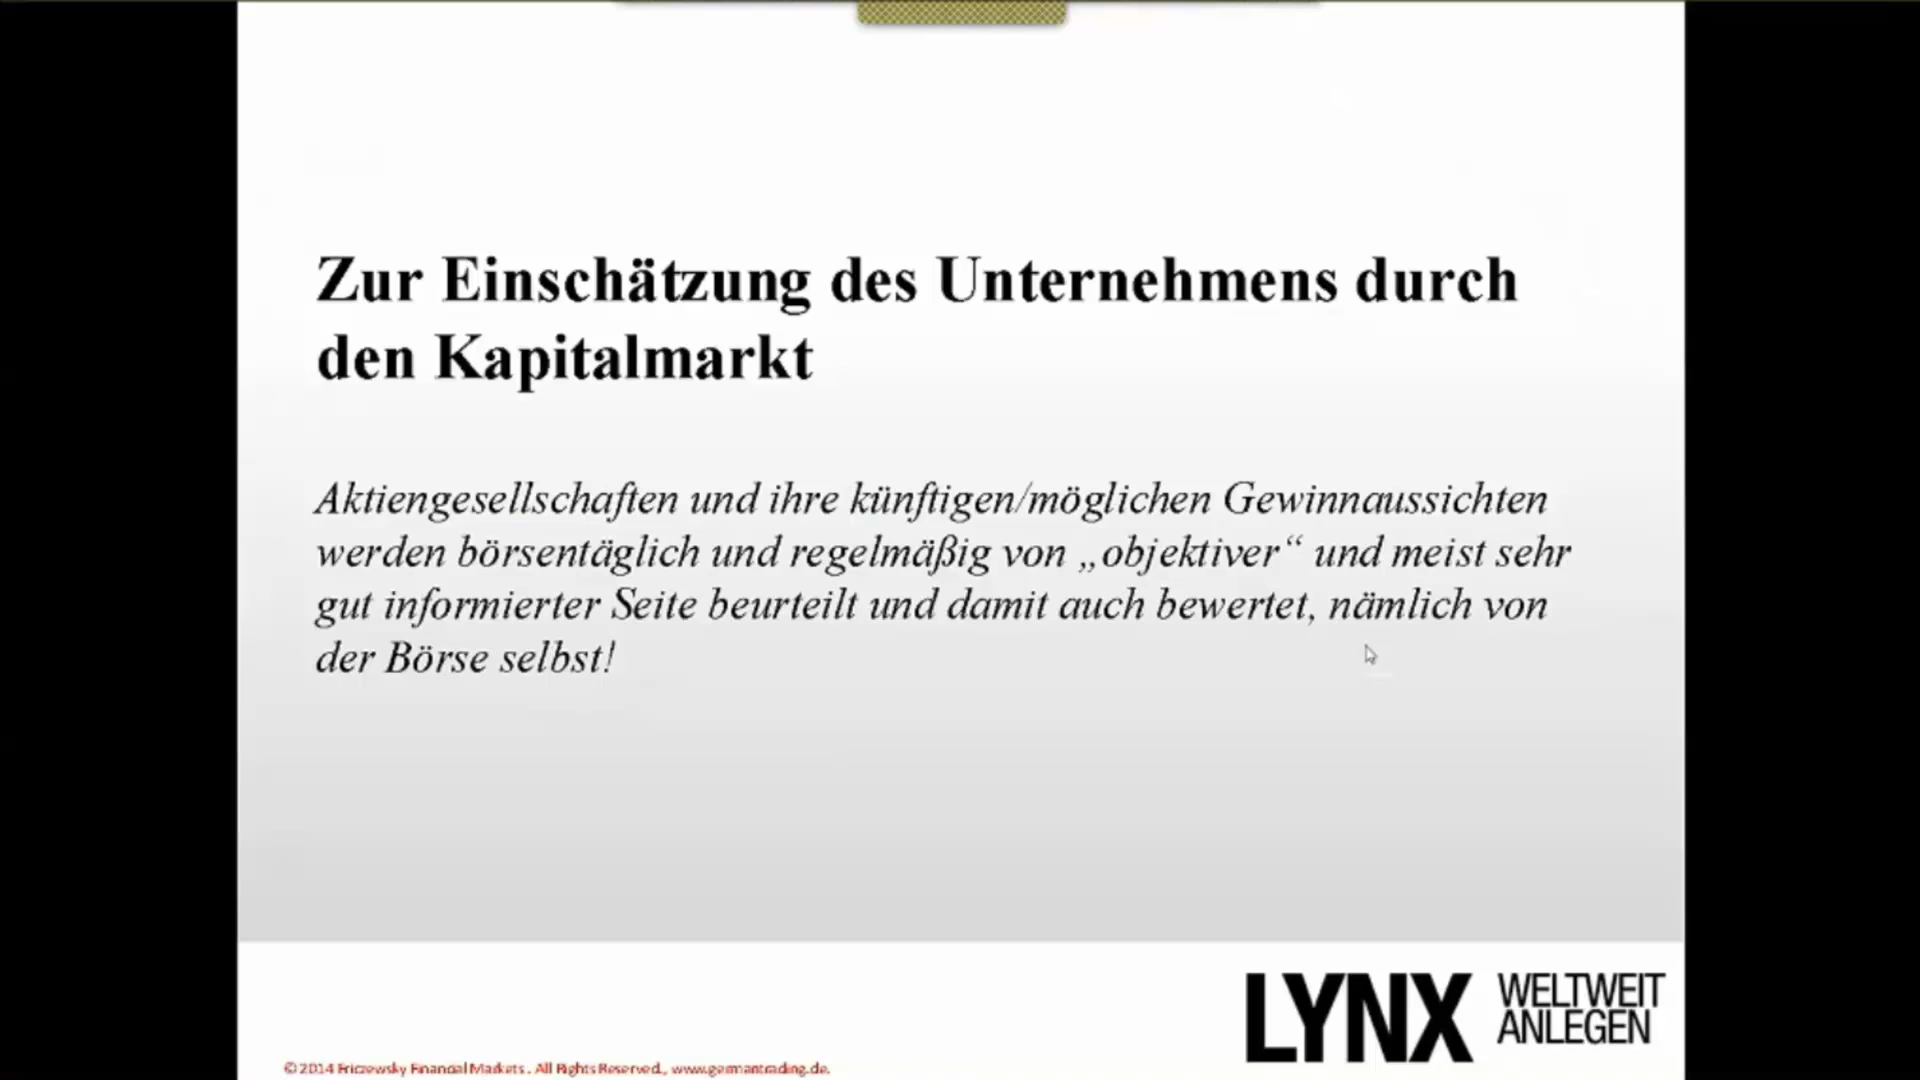 Zur Einschätzung des Unternehmens durch
den Kapitalmarkt
Aktiengesellschaften und ihre künftigen/möglichen Gewinnaussichten
werden börsentäglich und regelmäßig von „objektiver“ und meist sehr
gut informierter Seite beurteilt und damit auch bewertet, nämlich von
der Börse selbst!
LYNX WELTWEIT
ANLEGEN
© 2014 Friczewsky Financial Markets. All Rights Reserved., www.germantrading.de.